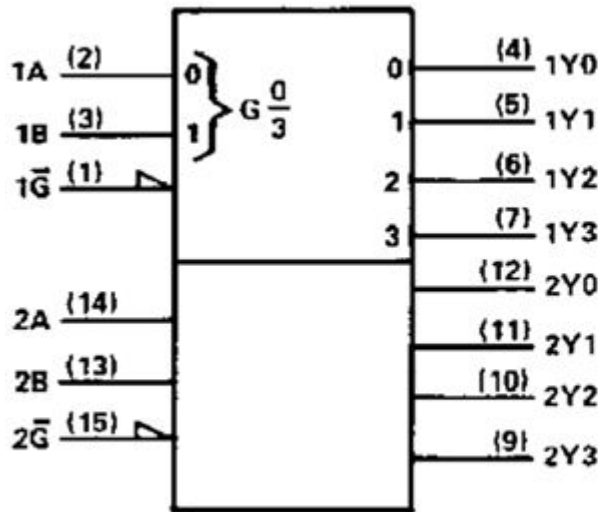 1A (2) 0 0 (4) 1Y0
} G 0/3
1B (3) 1 1 (5) 1Y1
1G̅ (1) 2 (6) 1Y2
3 (7) 1Y3
(12) 2Y0
2A (14)
(11) 2Y1
2B (13)
(10) 2Y2
2G̅ (15)
(9) 2Y3